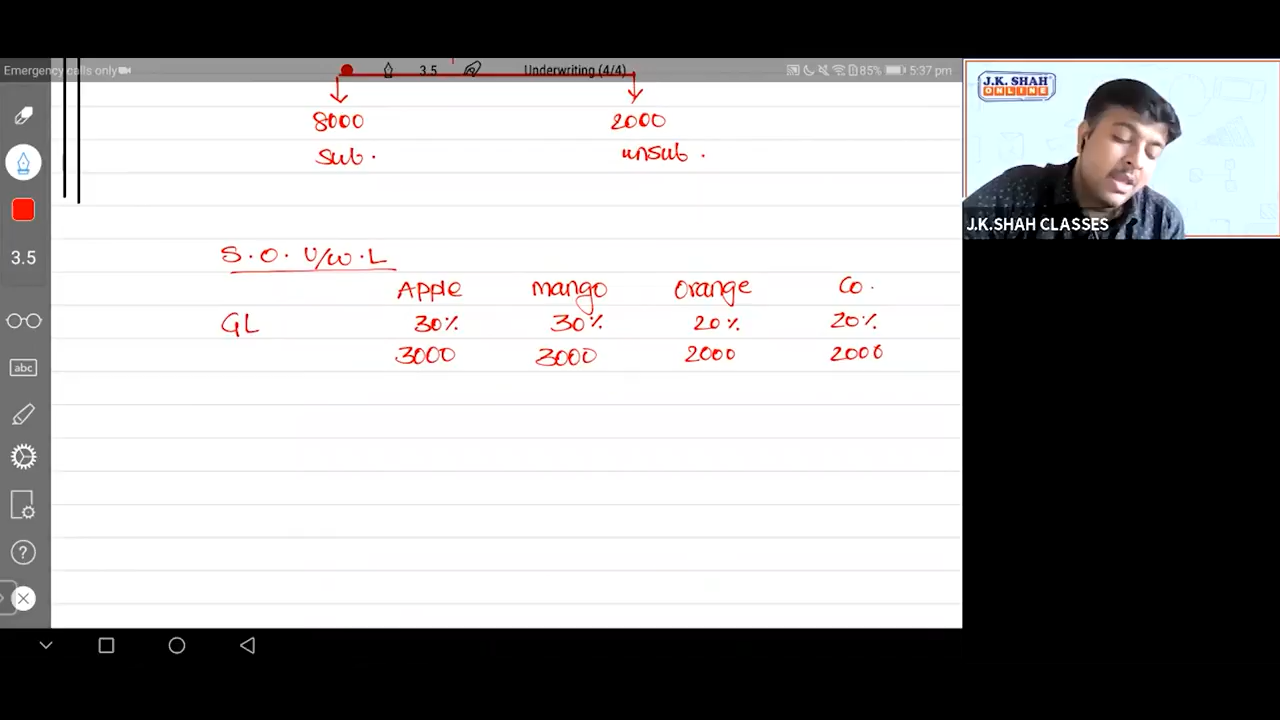 Emergency calls only
3.5
Underwriting (4/4)
85%
5:37 pm
J.K. SHAH
ONLINE
8000
2000
Sub.
unsub.
J.K.SHAH CLASSES
3.5
abc
?
S.O. U/w.L
Apple mango Orange Co.
GL 30% 30% 20% 20%
3000 3000 2000 2000